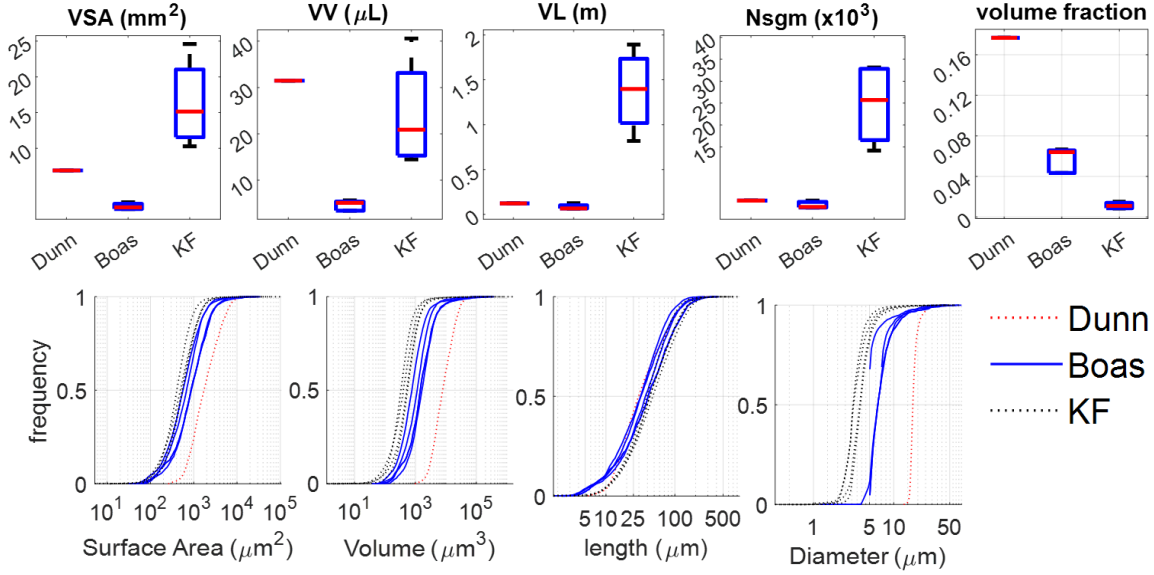 VSA (mm²)
VV (μL)
VL (m)
Nsgm (x10³)
volume fraction
25
20
15
10
Dunn
Boas
KF
40
30
20
10
Dunn
Boas
KF
2
1.5
1
0.5
0
Dunn
Boas
KF
40
35
30
25
20
15
Dunn
Boas
KF
0.16
0.12
0.08
0.04
0
Dunn
Boas
KF
frequency
1
0.5
0
10¹
10²
10³
10⁴
10⁵
Surface Area (μm²)
1
0.5
0
10¹
10³
10⁵
Volume (μm³)
1
0.5
0
5
10
25
100
500
length (μm)
1
0.5
0
1
5
10
50
Diameter (μm)
Dunn
Boas
KF